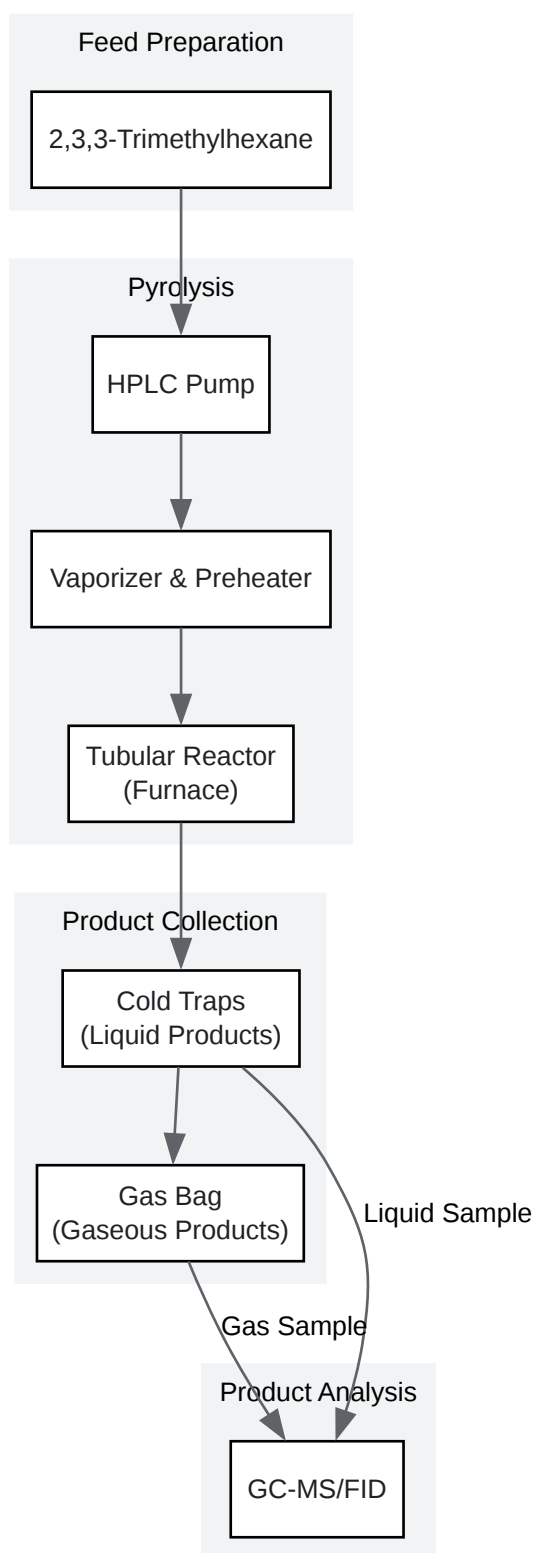 Feed Preparation
2,3,3-Trimethylhexane
Pyrolysis
HPLC Pump
Vaporizer & Preheater
Tubular Reactor
(Furnace)
Product Collection
Cold Traps
(Liquid Products)
Gas Bag
(Gaseous Products)
Liquid Sample
Gas Sample
Product Analysis
GC-MS/FID